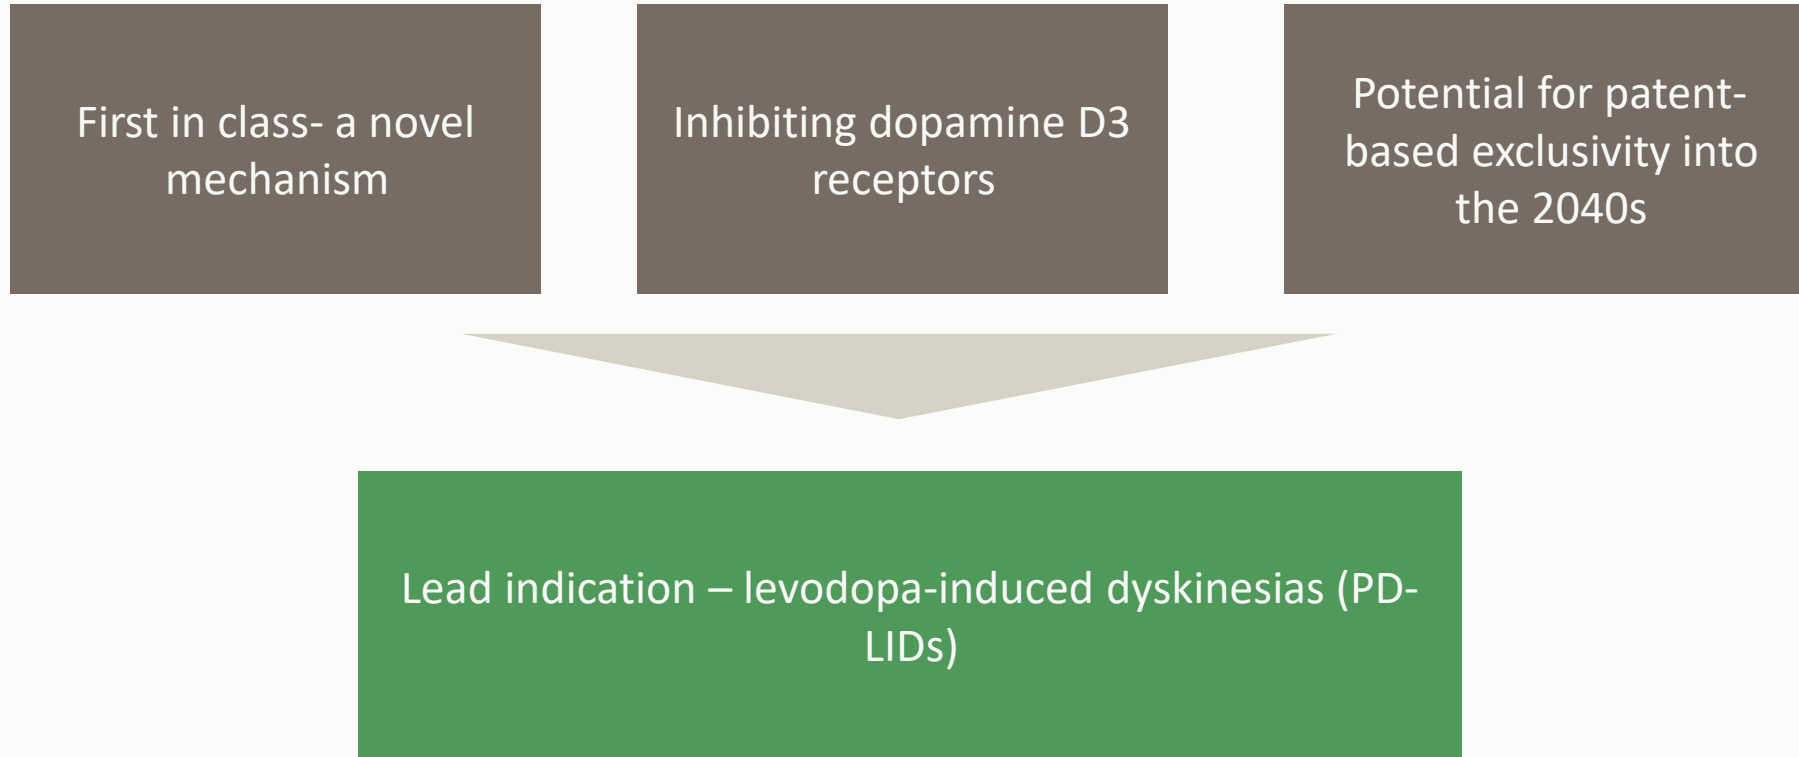 First in class- a novel
mechanism
Inhibiting dopamine D3
receptors
Potential for patent-
based exclusivity into
the 2040s
Lead indication – levodopa-induced dyskinesias (PD-
LIDs)